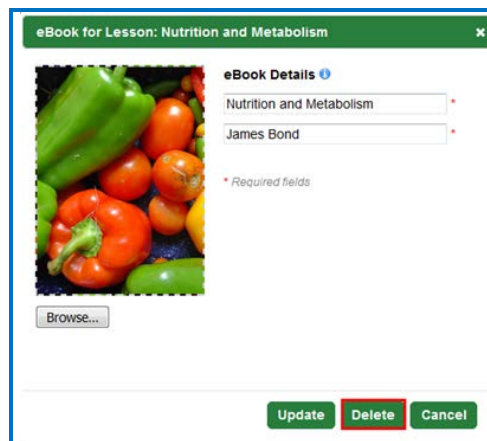 eBook for Lesson: Nutrition and Metabolism ×
eBook Details i
Nutrition and Metabolism *
James Bond *
* Required fields
Browse...
Update Delete Cancel